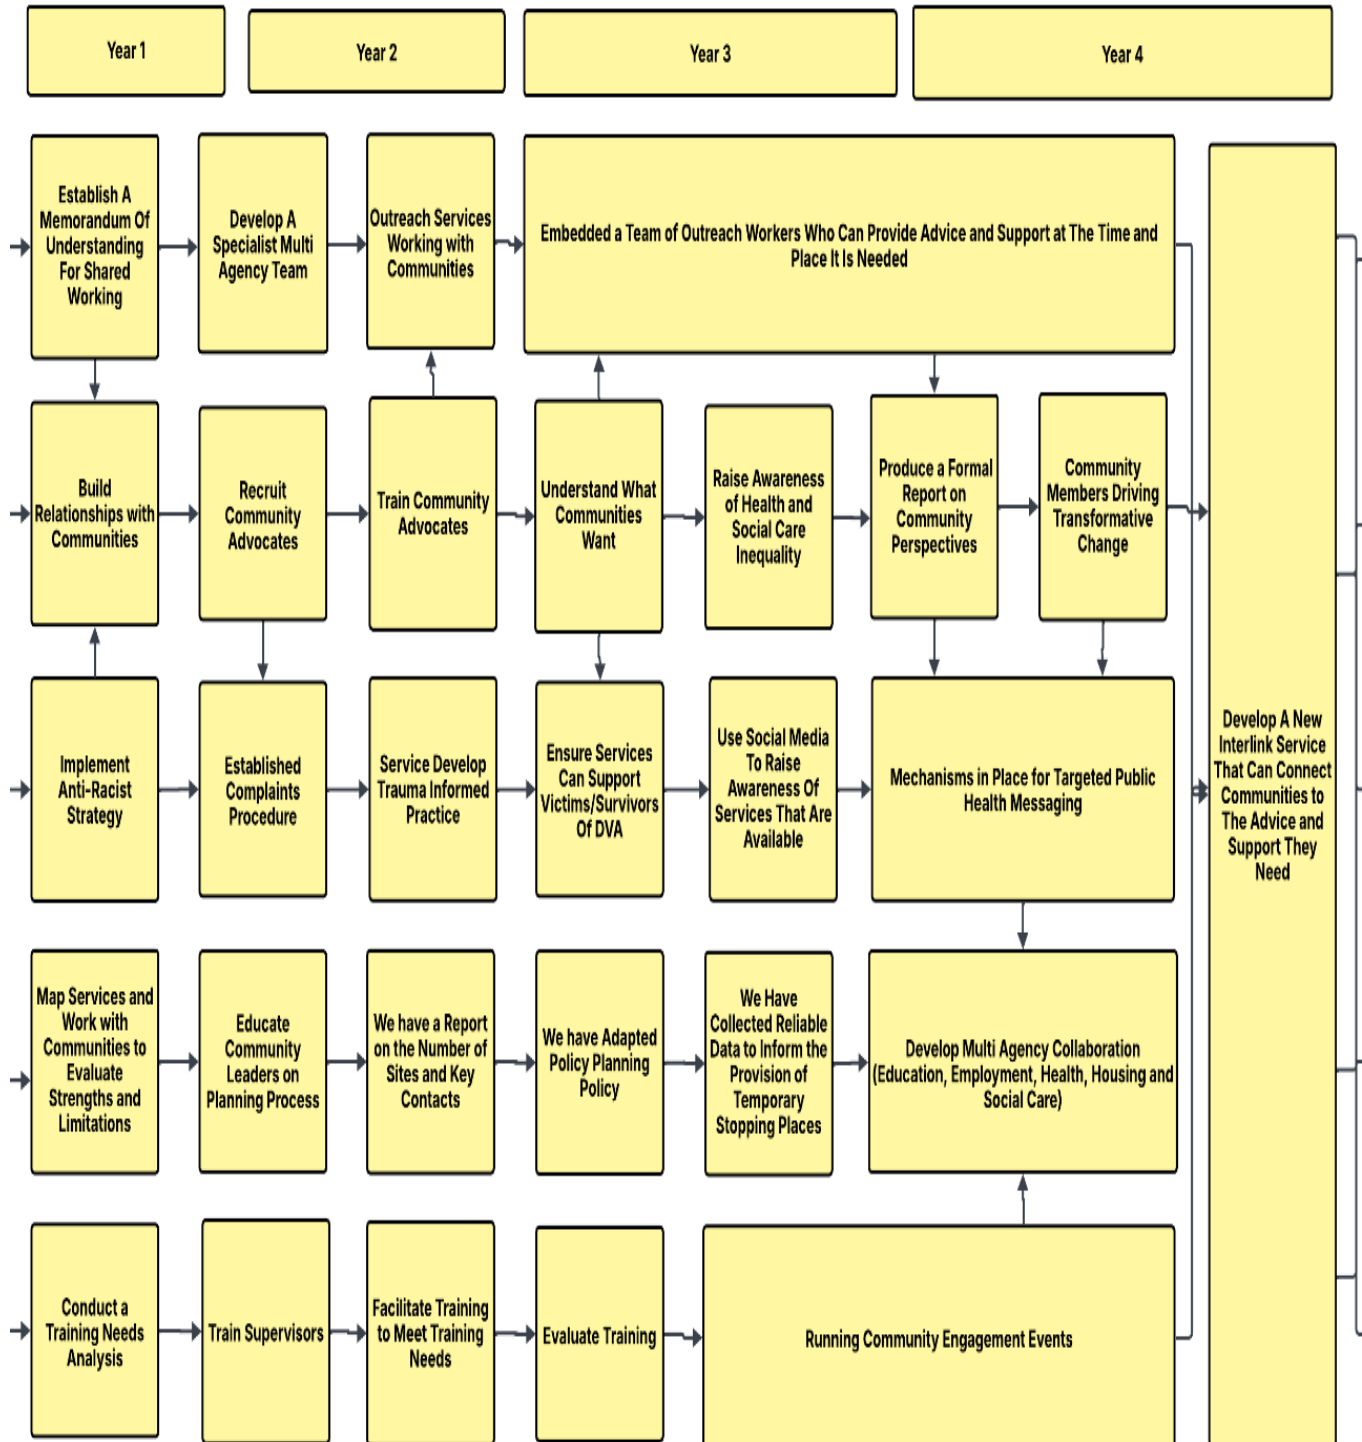 Year 1
Year 2
Year 3
Year 4
Establish A
Memorandum Of
Understanding
For Shared
Working
Develop A
Specialist Multi
Agency Team
Outreach Services
Working with
Communities
Embedded a Team of Outreach Workers Who Can Provide Advice and Support at The Time and
Place It Is Needed
Build
Relationships with
Communities
Recruit
Community
Advocates
Train Community
Advocates
Understand What
Communities
Want
Raise Awareness
of Health and
Social Care
Inequality
Produce a Formal
Report on
Community
Perspectives
Community
Members Driving
Transformative
Change
Implement
Anti-Racist
Strategy
Established
Complaints
Procedure
Service Develop
Trauma Informed
Practice
Ensure Services
Can Support
Victims/Survivors
Of DVA
Use Social Media
To Raise
Awareness Of
Services That Are
Available
Mechanisms in Place for Targeted Public
Health Messaging
Develop A New
Interlink Service
That Can Connect
Communities to
The Advice and
Support They
Need
Map Services and
Work with
Communities to
Evaluate
Strengths and
Limitations
Educate
Community
Leaders on
Planning Process
We have a Report
on the Number of
Sites and Key
Contacts
We have Adapted
Policy Planning
Policy
We Have
Collected Reliable
Data to Inform the
Provision of
Temporary
Stopping Places
Develop Multi Agency Collaboration
(Education, Employment, Health, Housing and
Social Care)
Conduct a
Training Needs
Analysis
Train Supervisors
Facilitate Training
to Meet Training
Needs
Evaluate Training
Running Community Engagement Events